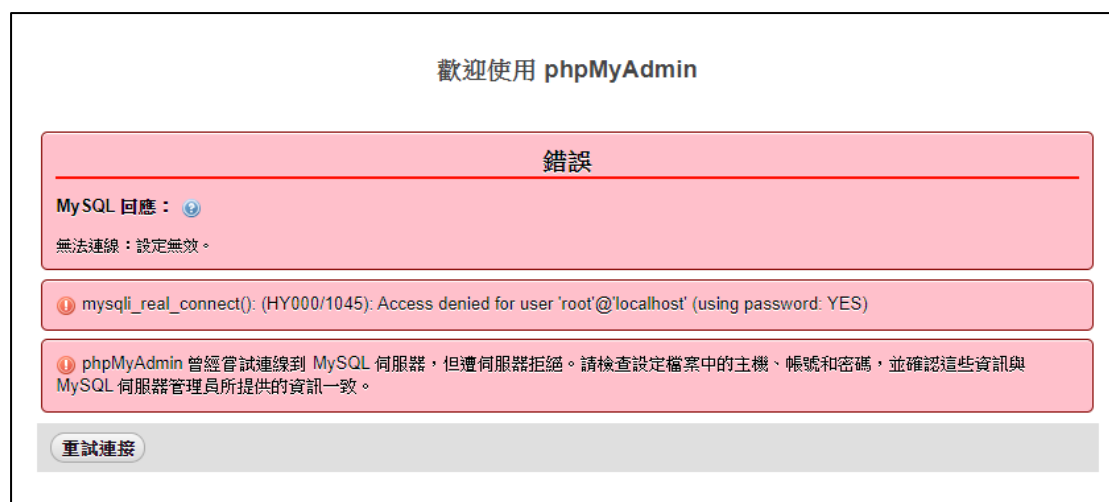 歡迎使用 phpMyAdmin
錯誤
MySQL 回應：
無法連線：設定無效。
mysqli_real_connect(): (HY000/1045): Access denied for user 'root'@'localhost' (using password: YES)
phpMyAdmin 曾經嘗試連線到 MySQL 伺服器，但遭伺服器拒絕。請檢查設定檔案中的主機、帳號和密碼，並確認這些資訊與
MySQL 伺服器管理員所提供的資訊一致。
重試連接